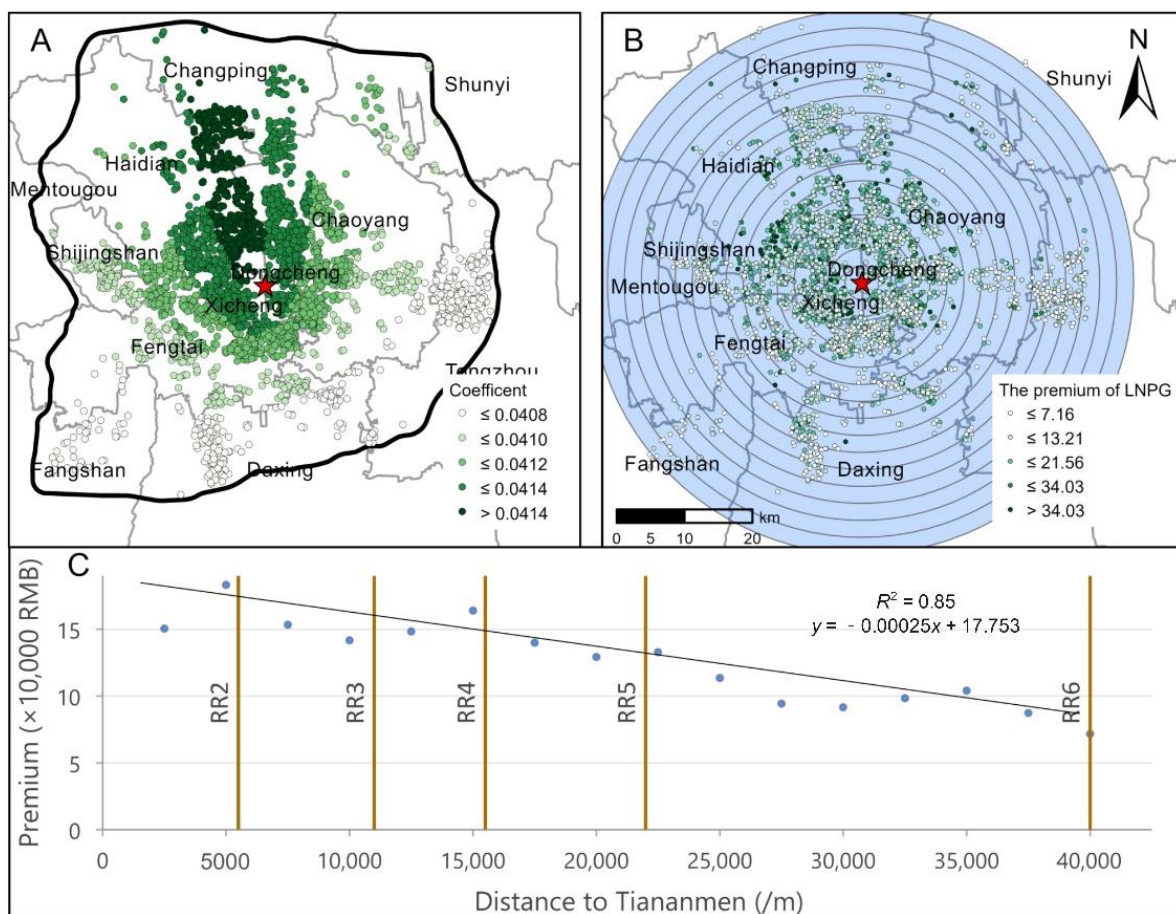 A
Changping
Shunyi
Haidian
Mentougou
Chaoyang
Shijingshan
Dongcheng
Xicheng
Fengtai
Tongzhou
Fangshan
Daxing
Coefficent
≤ 0.0408
≤ 0.0410
≤ 0.0412
≤ 0.0414
> 0.0414
B
N
Changping
Shunyi
Haidian
Chaoyang
Shijingshan
Mentougou
Dongcheng
Xicheng
Fengtai
Fangshan
Daxing
The premium of LNPG
≤ 7.16
≤ 13.21
≤ 21.56
≤ 34.03
> 34.03
km
0 5 10 20
C
Premium (×10,000 RMB)
15
10
5
0
RR2
RR3
RR4
RR5
RR6
R² = 0.85
y = - 0.00025x + 17.753
0 5000 10,000 15,000 20,000 25,000 30,000 35,000 40,000
Distance to Tiananmen (/m)